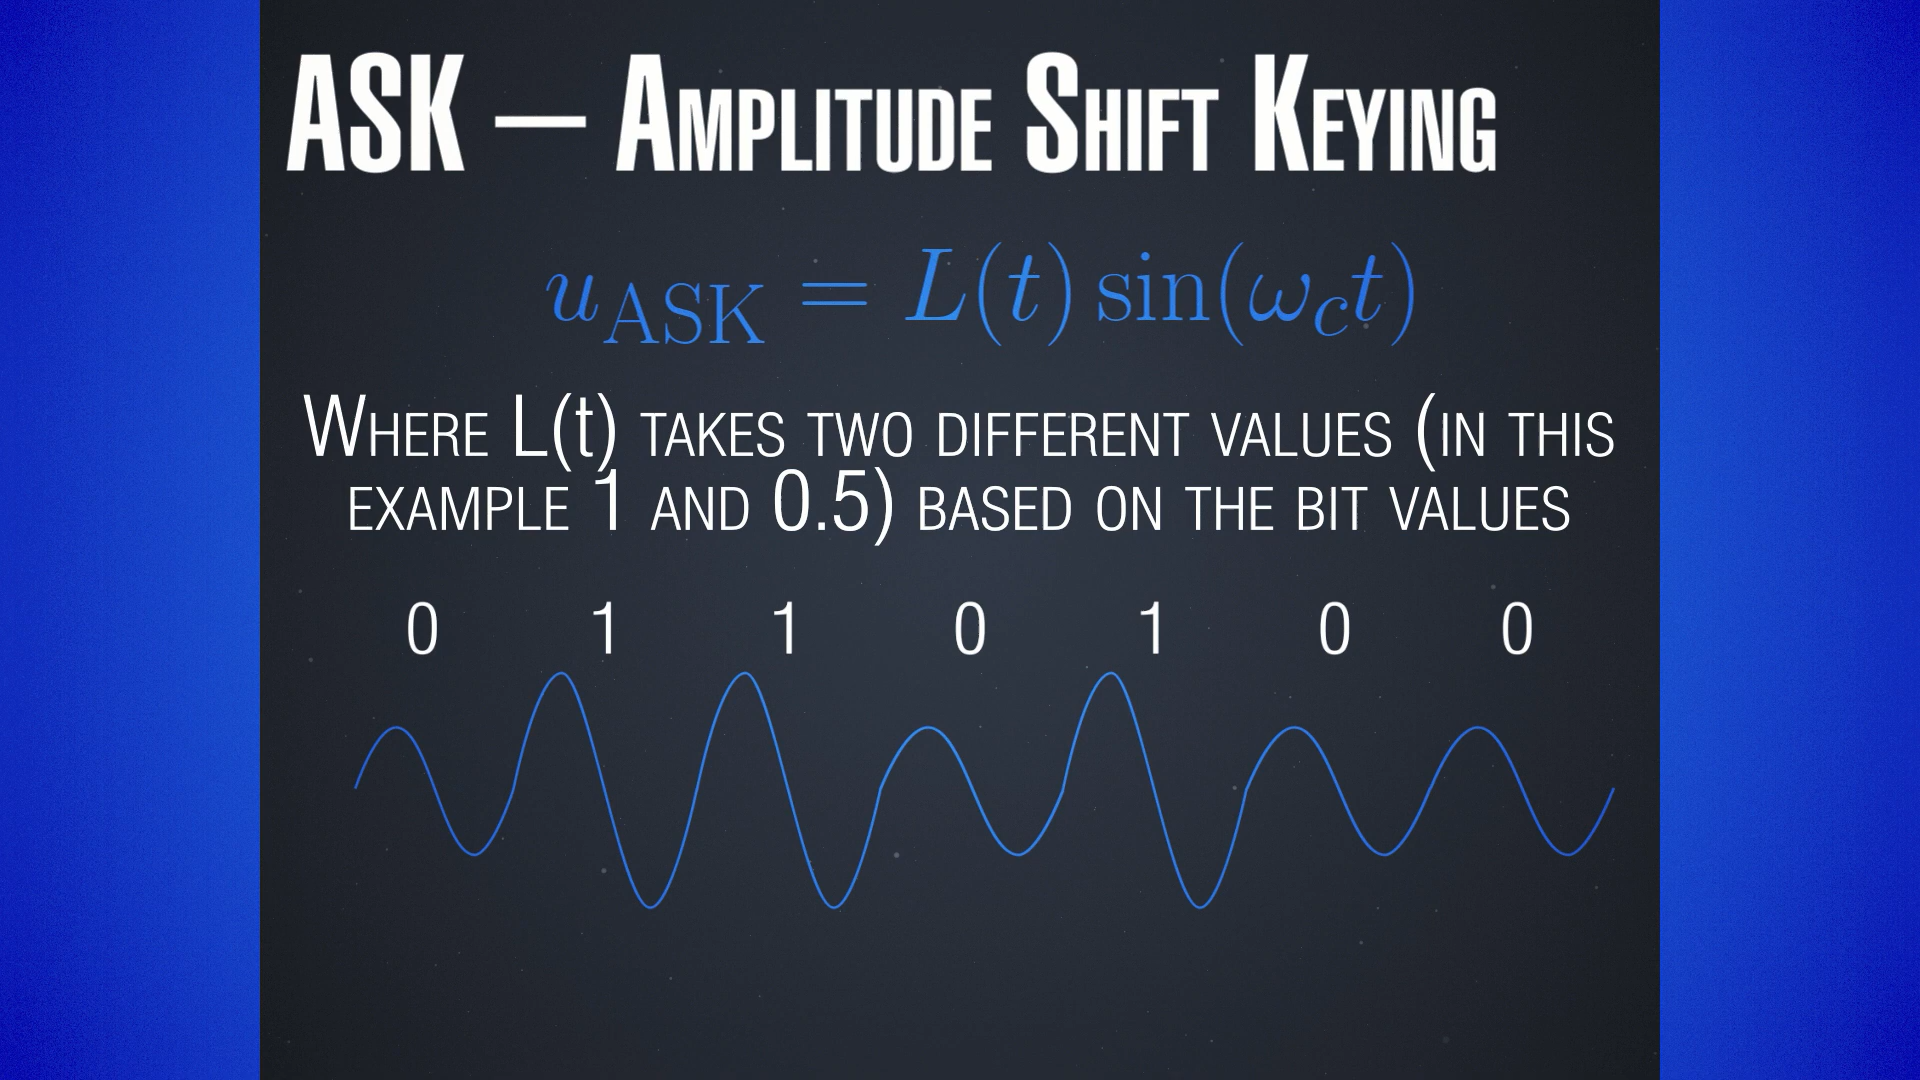 ASK — Amplitude Shift Keying
u_ASK = L(t) sin(ω_c t)
Where L(t) takes two different values (in this
example 1 and 0.5) based on the bit values
0 1 1 0 1 0 0